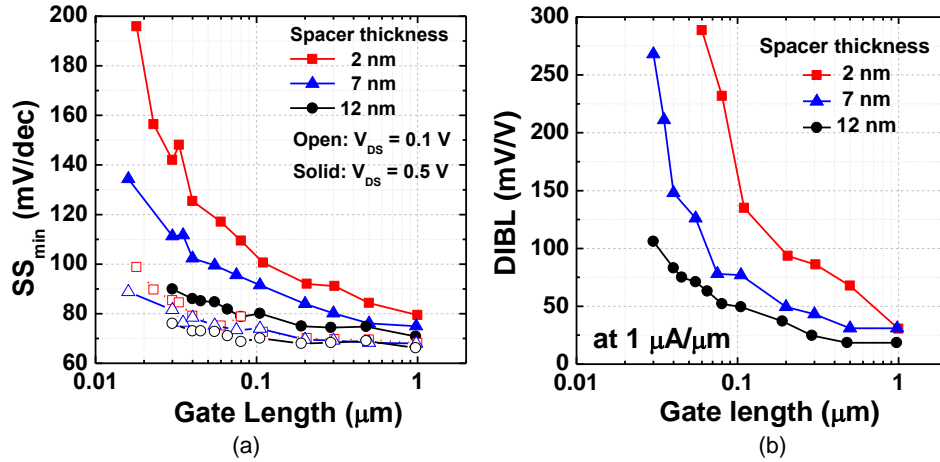 SS_min (mV/dec)
200
180
160
140
120
100
80
60
0.01
0.1
1
Gate Length (μm)
Spacer thickness
2 nm
7 nm
12 nm
Open: V_DS = 0.1 V
Solid: V_DS = 0.5 V
(a)
DIBL (mV/V)
300
250
200
150
100
50
0
0.01
0.1
1
Gate length (μm)
Spacer thickness
2 nm
7 nm
12 nm
at 1 μA/μm
(b)